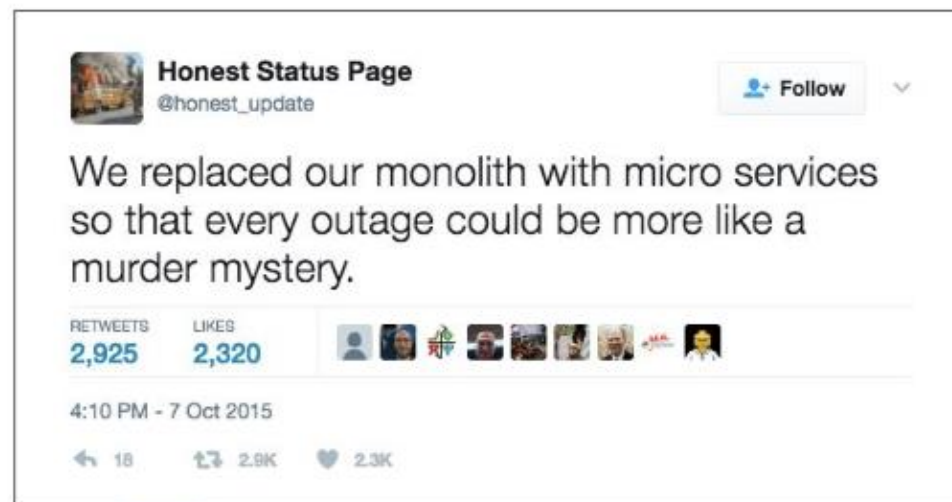 Honest Status Page
@honest_update
Follow
We replaced our monolith with micro services
so that every outage could be more like a
murder mystery.
RETWEETS LIKES
2,925 2,320
4:10 PM - 7 Oct 2015
18 2.9K 2.3K